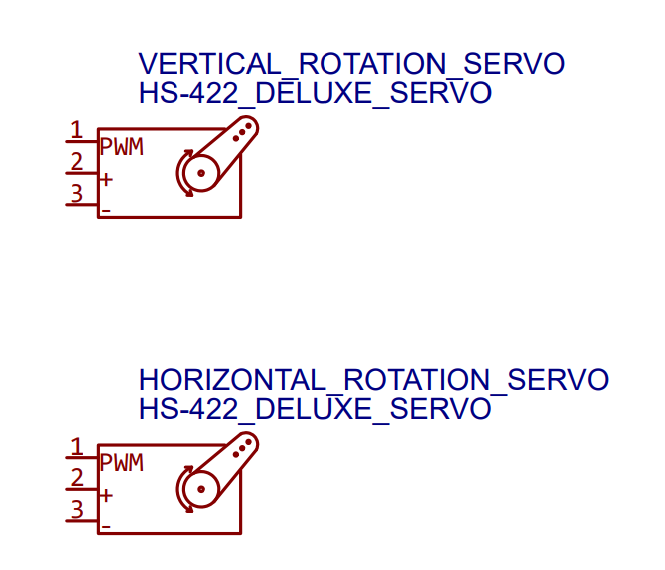 VERTICAL_ROTATION_SERVO
HS-422_DELUXE_SERVO
1
PWM
2
+
3
-
HORIZONTAL_ROTATION_SERVO
HS-422_DELUXE_SERVO
1
PWM
2
+
3
-